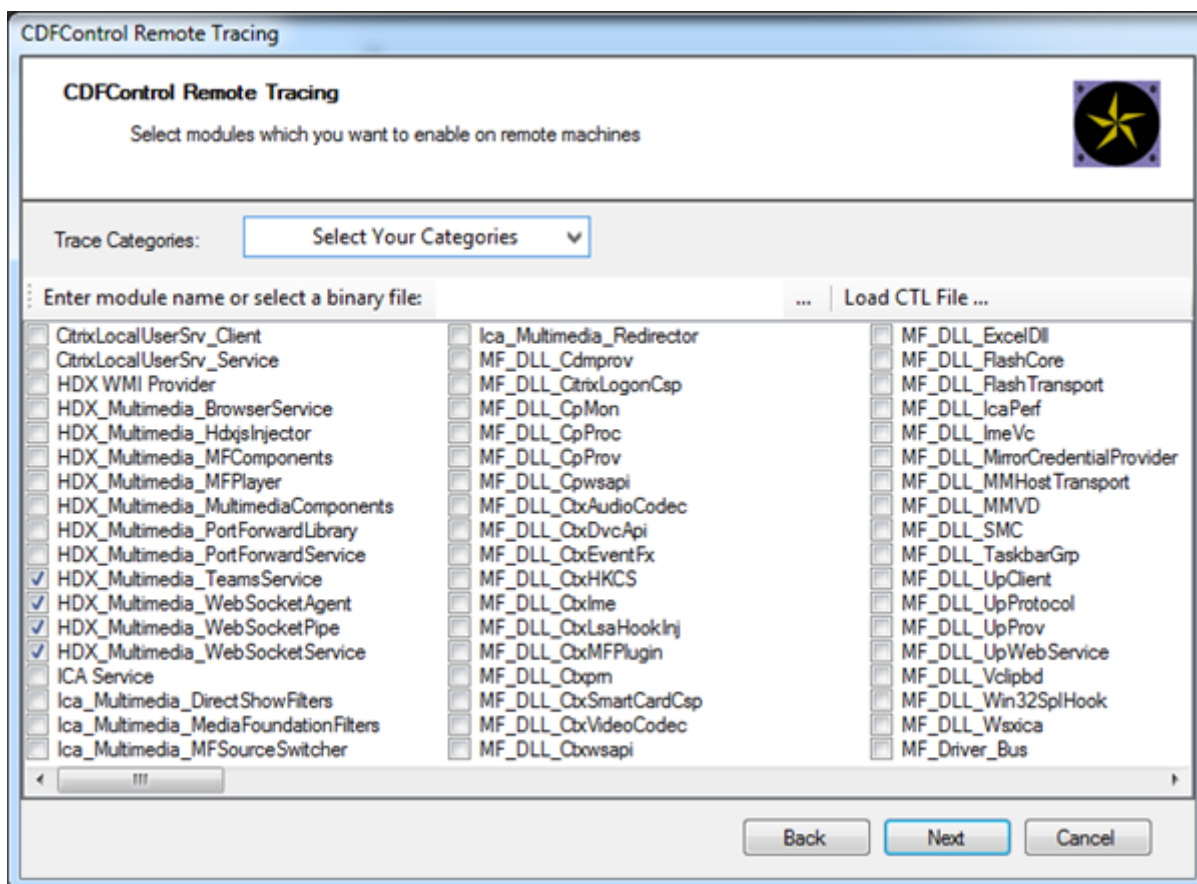 CDFControl Remote Tracing
CDFControl Remote Tracing
Select modules which you want to enable on remote machines
Trace Categories: Select Your Categories
Enter module name or select a binary file: ... Load CTL File ...
CitrixLocalUserSrv_Client Ica_Multimedia_Redirector MF_DLL_ExcelDll
CitrixLocalUserSrv_Service MF_DLL_Cdmprov MF_DLL_FlashCore
HDX WMI Provider MF_DLL_CitrixLogonCsp MF_DLL_FlashTransport
HDX_Multimedia_BrowserService MF_DLL_CpMon MF_DLL_IcaPerf
HDX_Multimedia_HdxjsInjector MF_DLL_CpProc MF_DLL_ImeVc
HDX_Multimedia_MFComponents MF_DLL_CpProv MF_DLL_MirrorCredentialProvider
HDX_Multimedia_MFPlayer MF_DLL_Cpwsapi MF_DLL_MMHostTransport
HDX_Multimedia_MultimediaComponents MF_DLL_CtxAudioCodec MF_DLL_MMVD
HDX_Multimedia_PortForwardLibrary MF_DLL_CtxDvcApi MF_DLL_SMC
HDX_Multimedia_PortForwardService MF_DLL_CtxEventFx MF_DLL_TaskbarGrp
HDX_Multimedia_TeamsService MF_DLL_CtxHKCS MF_DLL_UpClient
HDX_Multimedia_WebSocketAgent MF_DLL_CtxIme MF_DLL_UpProtocol
HDX_Multimedia_WebSocketPipe MF_DLL_CtxLsaHookInj MF_DLL_UpProv
HDX_Multimedia_WebSocketService MF_DLL_CtxMFPlugin MF_DLL_UpWebService
ICA Service MF_DLL_Ctxprn MF_DLL_Vclipbd
Ica_Multimedia_DirectShowFilters MF_DLL_CtxSmartCardCsp MF_DLL_Win32SplHook
Ica_Multimedia_MediaFoundationFilters MF_DLL_CtxVideoCodec MF_DLL_Wsxica
Ica_Multimedia_MFSourceSwitcher MF_DLL_Ctxwsapi MF_Driver_Bus
Back Next Cancel